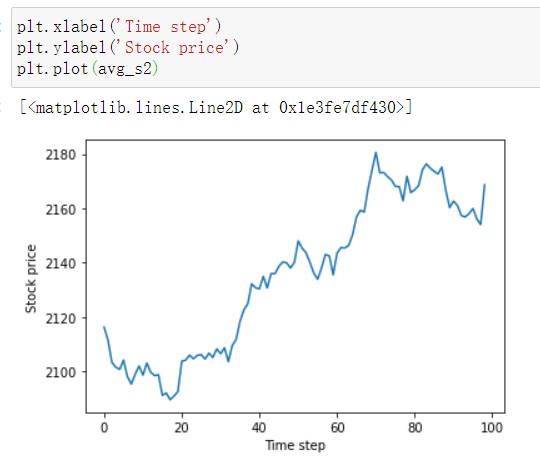 plt.xlabel('Time step')
plt.ylabel('Stock price')
plt.plot(avg_s2)
[<matplotlib.lines.Line2D at 0x1e3fe7df430>]
2180
2160
2140
2120
2100
Stock price
0 20 40 60 80 100
Time step